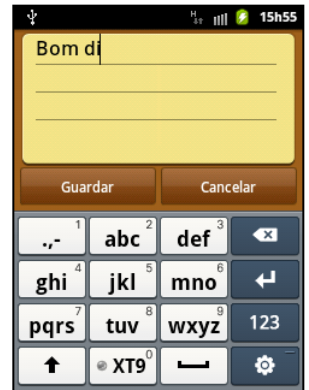 H 15h55
Bom di
Guardar Cancelar
.,- 1 abc 2 def 3
ghi 4 jkl 5 mno 6
pqrs 7 tuv 8 wxyz 9 123
XT9 0